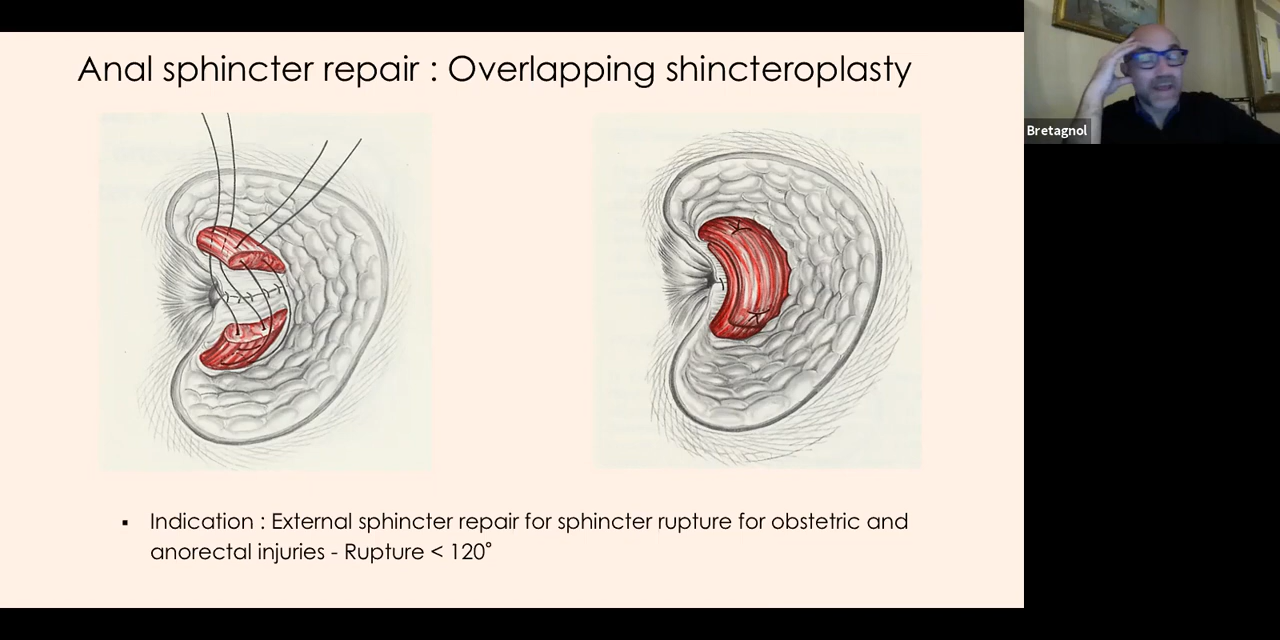 Anal sphincter repair : Overlapping shincteroplasty
Bretagnol
▪ Indication : External sphincter repair for sphincter rupture for obstetric and
anorectal injuries - Rupture < 120°